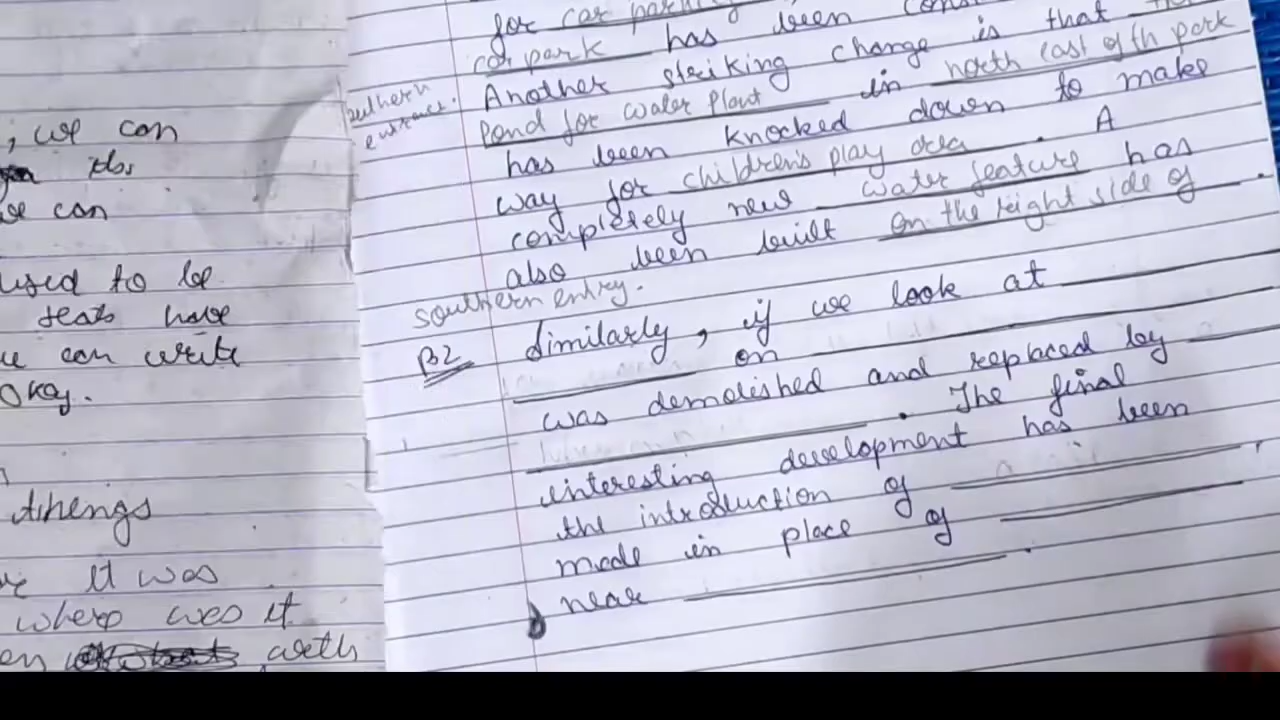 ; we can
we can
used to be
seats have
we can write
Okay.
things
it was
where was it
with
for car parking
car park has been
Another striking change is that
southern
entrance.
Pond for water Plant in north east of th park
has been knocked down to make
way for children's play area. A
completely new water feature has
also been built on the right side of .
southern entry.
B2 Similarly, if we look at
on
was demolished and replaced by
. The final
interesting development has been
the introduction of ,
made in place of
near .